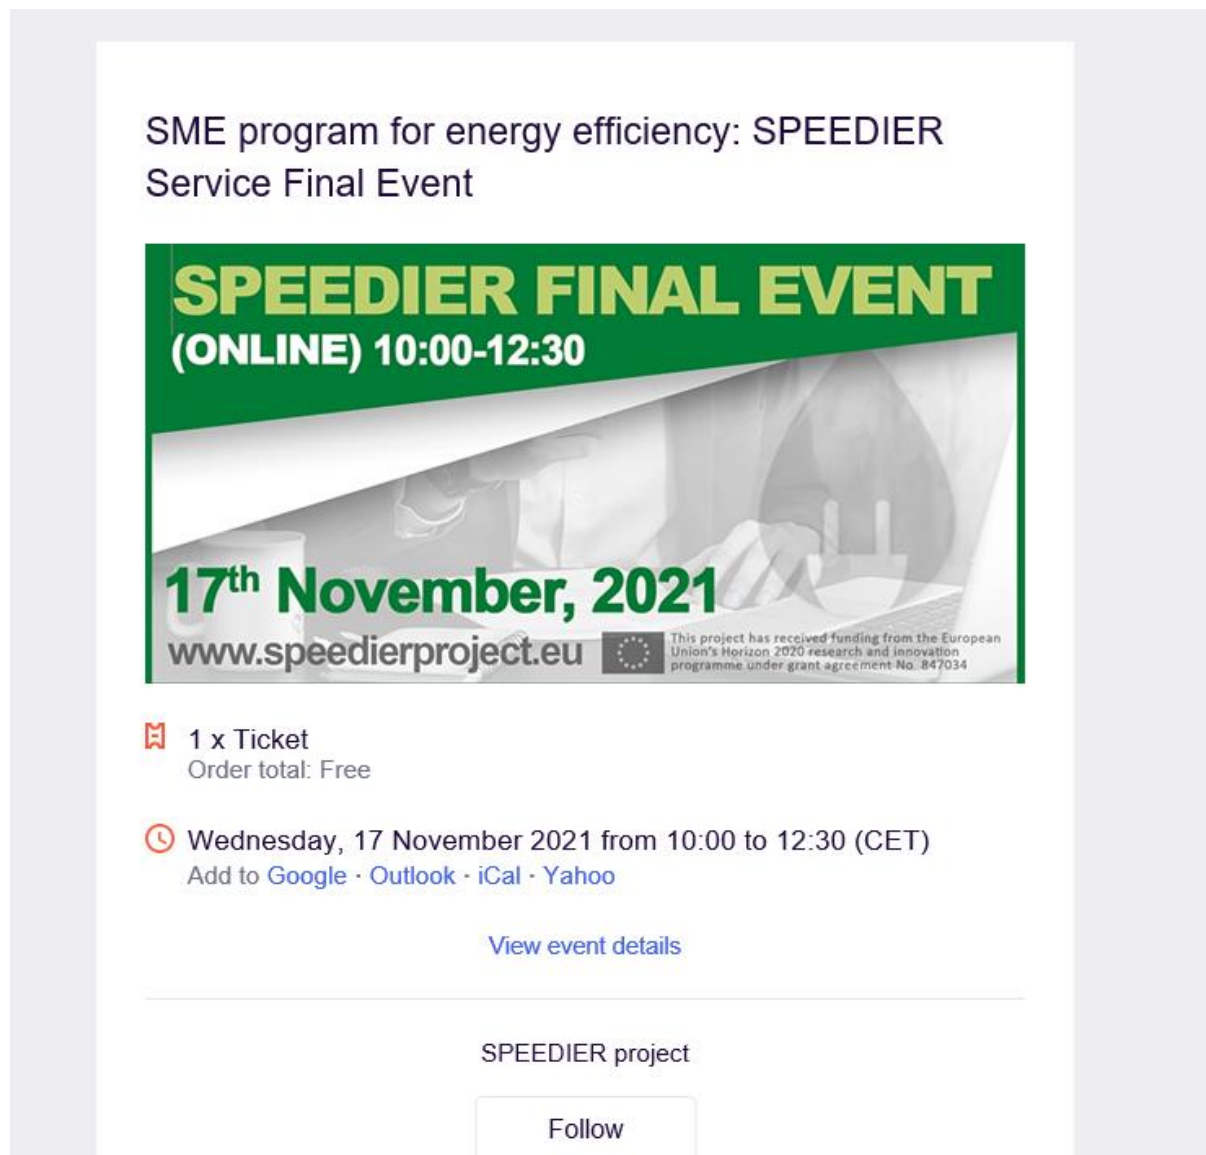 SME program for energy efficiency: SPEEDIER
Service Final Event
SPEEDIER FINAL EVENT
(ONLINE) 10:00-12:30
17th November, 2021
www.speedierproject.eu
This project has received funding from the European
Union's Horizon 2020 research and innovation
programme under grant agreement No. 847034
1 x Ticket
Order total: Free
Wednesday, 17 November 2021 from 10:00 to 12:30 (CET)
Add to Google · Outlook · iCal · Yahoo
View event details
SPEEDIER project
Follow